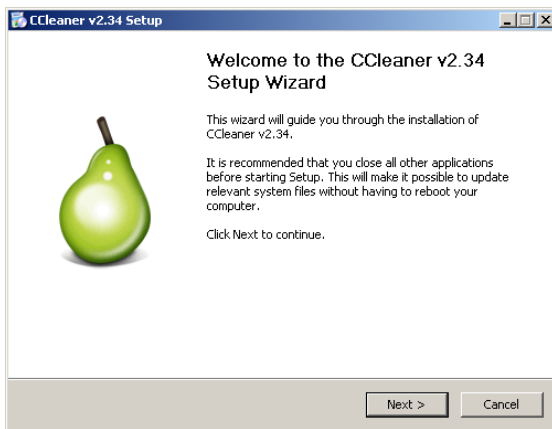 CCleaner v2.34 Setup
Welcome to the CCleaner v2.34
Setup Wizard
This wizard will guide you through the installation of
CCleaner v2.34.
It is recommended that you close all other applications
before starting Setup. This will make it possible to update
relevant system files without having to reboot your
computer.
Click Next to continue.
Next >
Cancel